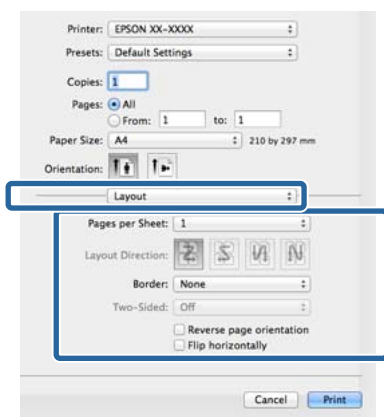 Printer: EPSON XX-XXXX
Presets: Default Settings
Copies: 1
Pages: All
From: 1 to: 1
Paper Size: A4 210 by 297 mm
Orientation:
Layout
Pages per Sheet: 1
Layout Direction:
Border: None
Two-Sided: Off
Reverse page orientation
Flip horizontally
Cancel Print